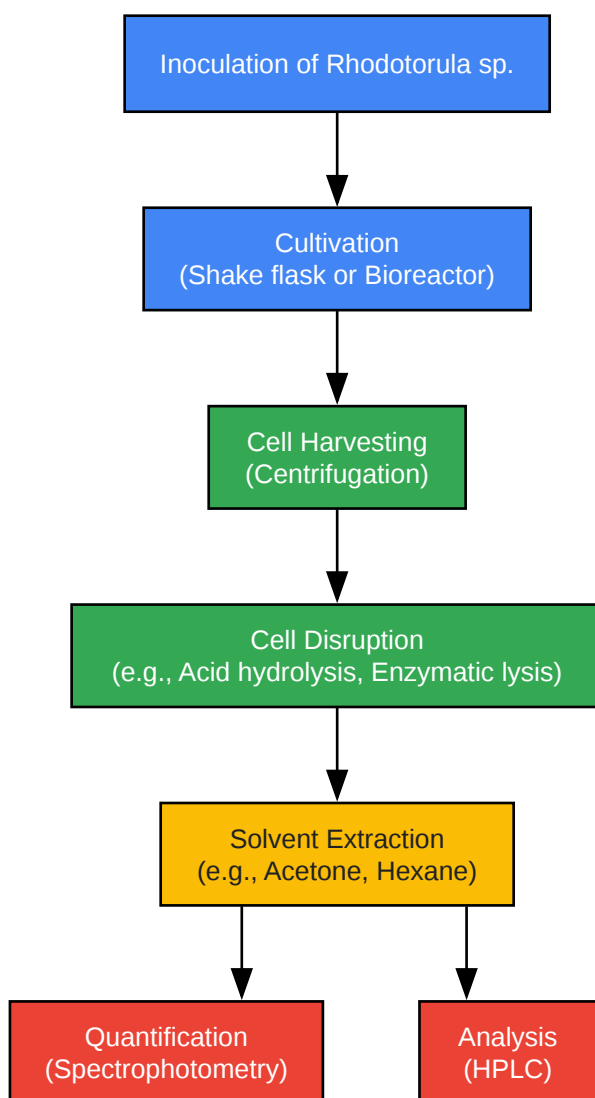 Inoculation of Rhodotorula sp.
Cultivation
(Shake flask or Bioreactor)
Cell Harvesting
(Centrifugation)
Cell Disruption
(e.g., Acid hydrolysis, Enzymatic lysis)
Solvent Extraction
(e.g., Acetone, Hexane)
Quantification
(Spectrophotometry)
Analysis
(HPLC)